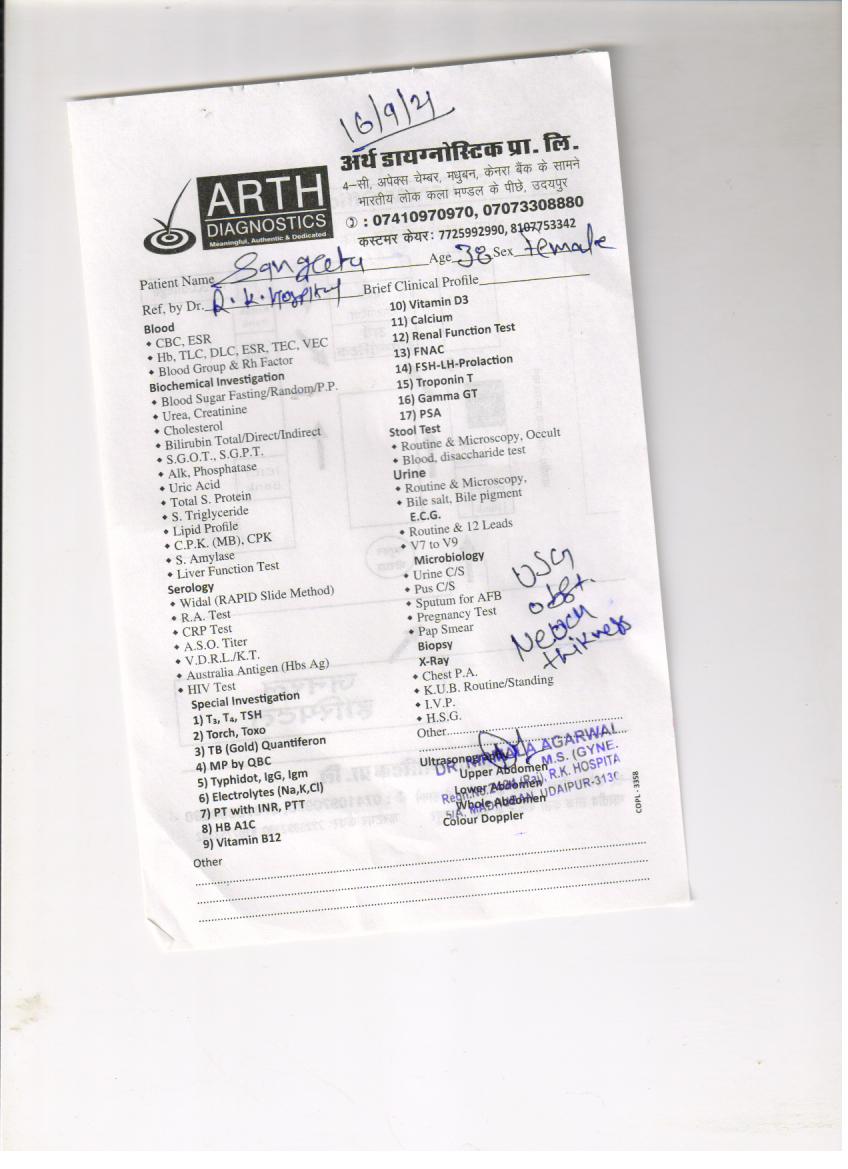 16/9/21
अर्थ डायग्नोस्टिक प्रा. लि.
4–सी, अपेक्स चेम्बर, मधुबन, केनरा बैंक के सामने
भारतीय लोक कला मण्डल के पीछे, उदयपुर
: 07410970970, 07073308880
कस्टमर केयर: 7725992990, 8107753342
ARTH
DIAGNOSTICS
Meaningful, Authentic & Dedicated
Patient Name Sangeeta Age 38 Sex female
Ref, by Dr. R.K. Hospital Brief Clinical Profile
Blood
• CBC, ESR
• Hb, TLC, DLC, ESR, TEC, VEC
• Blood Group & Rh Factor
Biochemical Investigation
• Blood Sugar Fasting/Random/P.P.
• Urea, Creatinine
• Cholesterol
• Bilirubin Total/Direct/Indirect
• S.G.O.T., S.G.P.T.
• Alk, Phosphatase
• Uric Acid
• Total S. Protein
• S. Triglyceride
• Lipid Profile
• C.P.K. (MB), CPK
• S. Amylase
• Liver Function Test
Serology
• Widal (RAPID Slide Method)
• R.A. Test
• CRP Test
• A.S.O. Titer
• V.D.R.L./K.T.
• Australia Antigen (Hbs Ag)
• HIV Test
Special Investigation
1) T₃, T₄, TSH
2) Torch, Toxo
3) TB (Gold) Quantiferon
4) MP by QBC
5) Typhidot, IgG, Igm
6) Electrolytes (Na,K,Cl)
7) PT with INR, PTT
8) HB A1C
9) Vitamin B12
10) Vitamin D3
11) Calcium
12) Renal Function Test
13) FNAC
14) FSH-LH-Prolaction
15) Troponin T
16) Gamma GT
17) PSA
Stool Test
• Routine & Microscopy, Occult
• Blood, disaccharide test
Urine
• Routine & Microscopy,
• Bile salt, Bile pigment
E.C.G.
• Routine & 12 Leads
• V7 to V9
Microbiology
• Urine C/S
• Pus C/S
• Sputum for AFB
• Pregnancy Test
• Pap Smear
Biopsy
X-Ray
• Chest P.A.
• K.U.B. Routine/Standing
• I.V.P.
• H.S.G.
Other
USG
obst.
thikness
Ultrasonography
Upper Abdomen
Lower Abdomen
Whole Abdomen
Colour Doppler
DR. NIRMALA AGARWAL
M.S. (GYNE.
(Raj), R.K. HOSPITA
5/A, MADHUBAN, UDAIPUR-313
COPL - 3358
Other